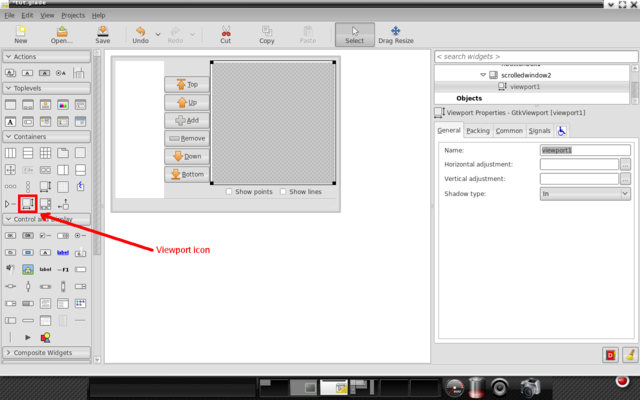 *tut.glade
File Edit View Projects Help
New Open... Save Undo Redo Cut Copy Paste Select Drag Resize
Actions
Toplevels
Containers
Control and Display
label
label
Composite Widgets
Top
Up
Add
Remove
Down
Bottom
Show points Show lines
Viewport icon
< search widgets >
scrolledwindow2
viewport1
Objects
Viewport Properties - GtkViewport [viewport1]
General Packing Common Signals
Name: viewport1
Horizontal adjustment: ...
Vertical adjustment: ...
Shadow type: In